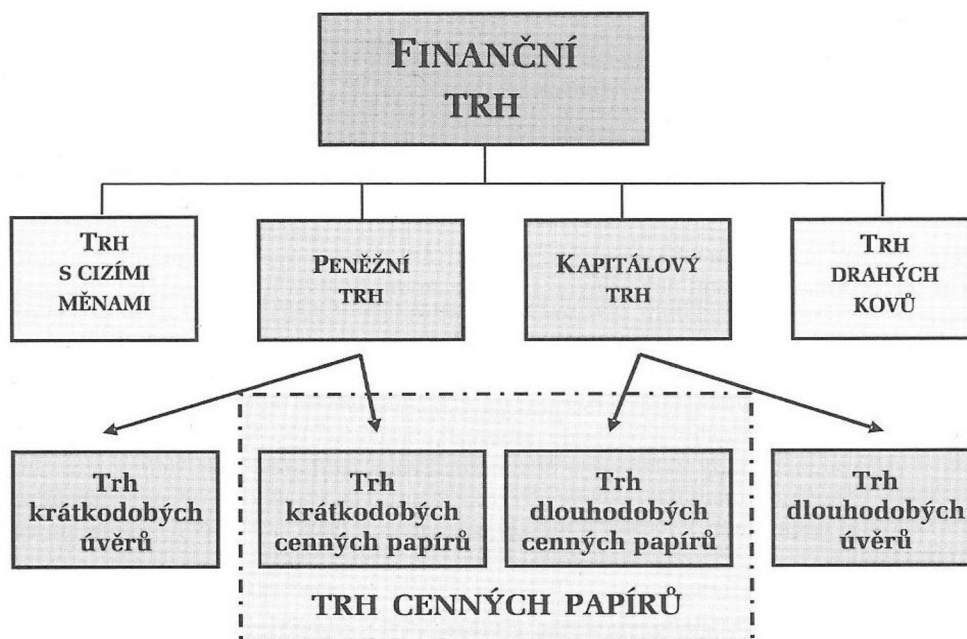 FINANČNÍ
TRH
TRH
S CIZÍMI
MĚNAMI
PENĚŽNÍ
TRH
KAPITÁLOVÝ
TRH
TRH
DRAHÝCH
KOVŮ
Trh
krátkodobých
úvěrů
Trh
krátkodobých
cenných papírů
Trh
dlouhodobých
cenných papírů
Trh
dlouhodobých
úvěrů
TRH CENNÝCH PAPÍRŮ